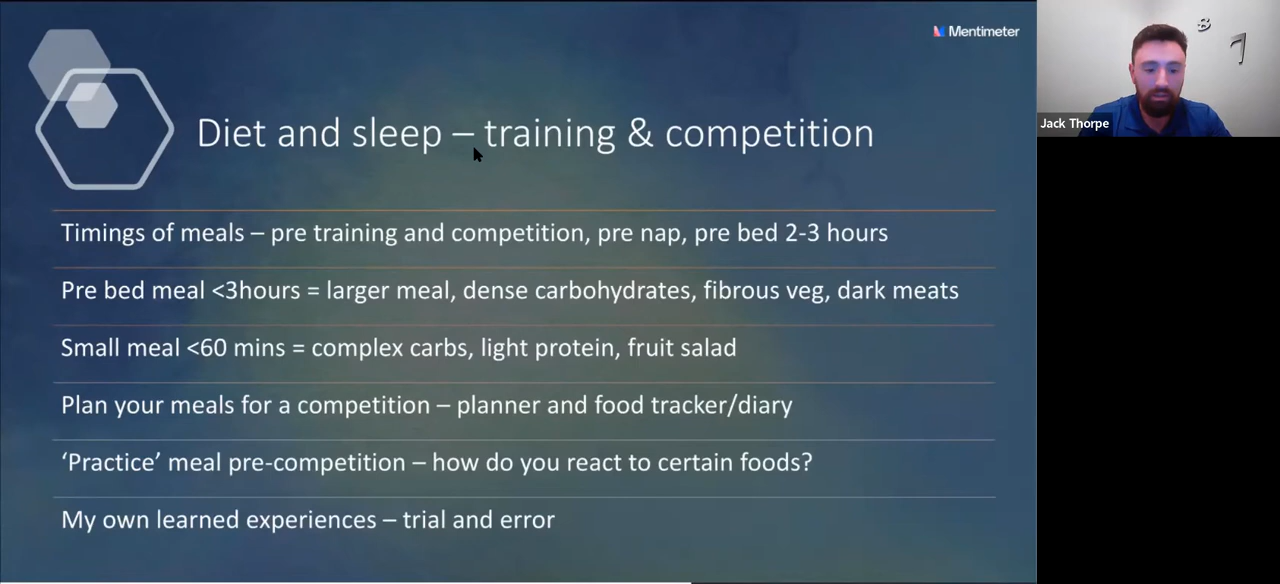 Mentimeter
Diet and sleep – training & competition
Timings of meals – pre training and competition, pre nap, pre bed 2-3 hours
Pre bed meal <3hours = larger meal, dense carbohydrates, fibrous veg, dark meats
Small meal <60 mins = complex carbs, light protein, fruit salad
Plan your meals for a competition – planner and food tracker/diary
‘Practice’ meal pre-competition – how do you react to certain foods?
My own learned experiences – trial and error
8
7
Jack Thorpe